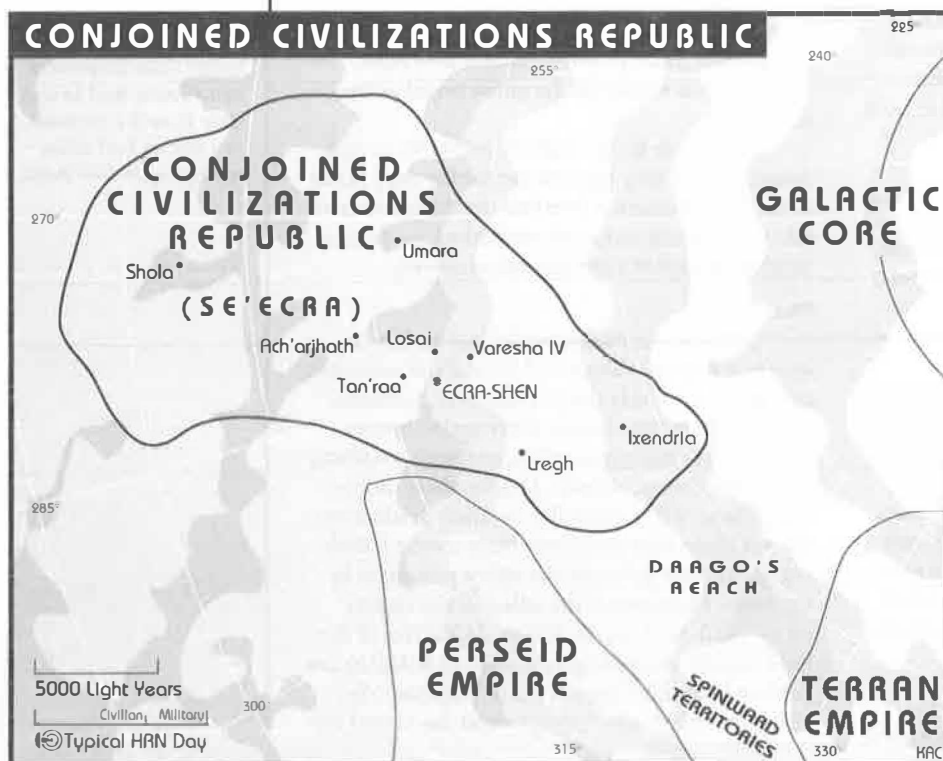 CONJOINED CIVILIZATIONS REPUBLIC
225
240°
255°
CONJOINED
CIVILIZATIONS
REPUBLIC
GALACTIC
CORE
270°
Umara
Shola
(SE'ECRA)
Ach'arjhath
Losai
Varesha IV
Tan'raa
ECRA-SHEN
Ixendrla
Lregh
285°
DRAGO'S
REACH
PERSEID
EMPIRE
TERRAN
EMPIRE
SPINWARD
TERRITORIES
5000 Light Years
Civilian, Military
Typical HRN Day
300
315°
330
KAC